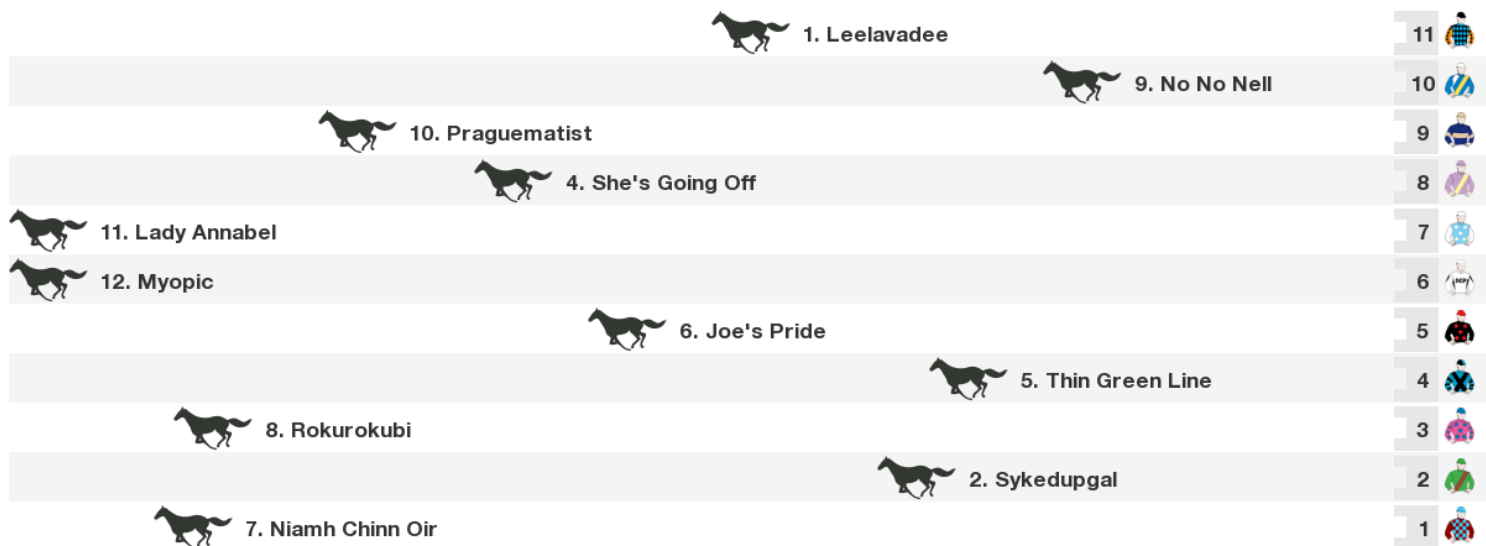 1. Leelavadee 11
9. No No Nell 10
10. Praguematist 9
4. She's Going Off 8
11. Lady Annabel 7
12. Myopic 6
6. Joe's Pride 5
5. Thin Green Line 4
8. Rokurokubi 3
2. Sykedupgal 2
7. Niamh Chinn Oir 1